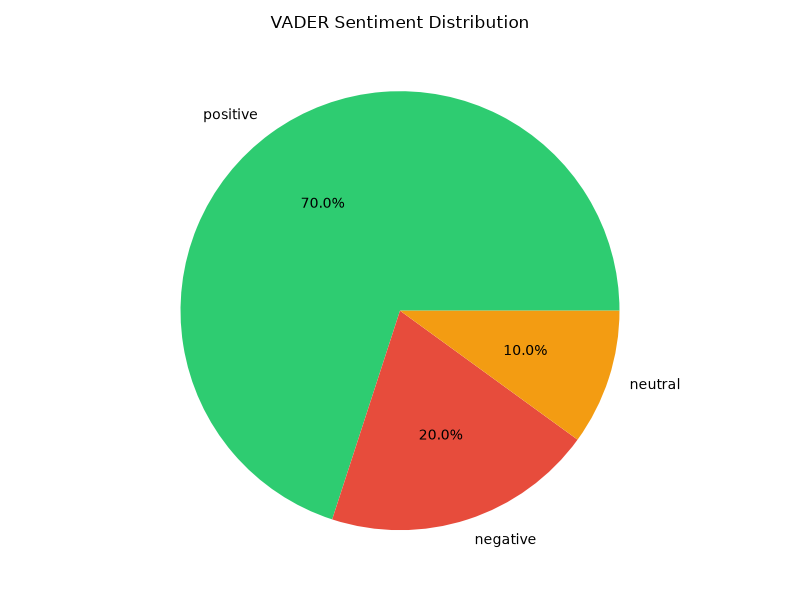 VADER Sentiment Distribution
positive
70.0%
10.0%
neutral
20.0%
negative